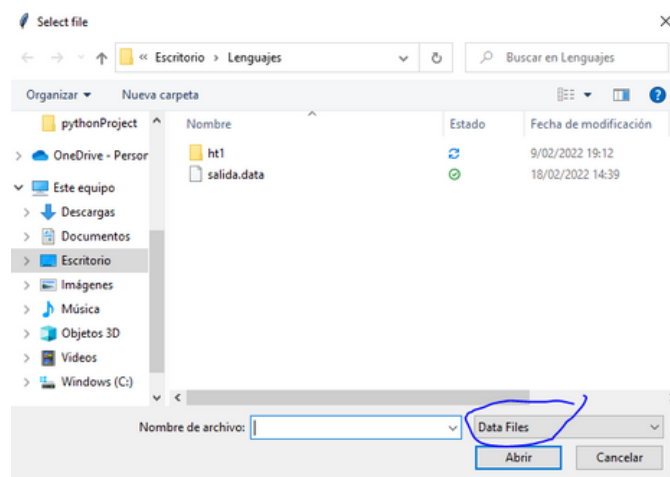 Select file
« Escritorio > Lenguajes
Buscar en Lenguajes
Organizar
Nueva carpeta
pythonProject
OneDrive - Person
Este equipo
Descargas
Documentos
Escritorio
Imágenes
Música
Objetos 3D
Videos
Windows (C:)
Nombre Estado Fecha de modificación
ht1 9/02/2022 19:12
salida.data 18/02/2022 14:39
Nombre de archivo:
Data Files
Abrir Cancelar